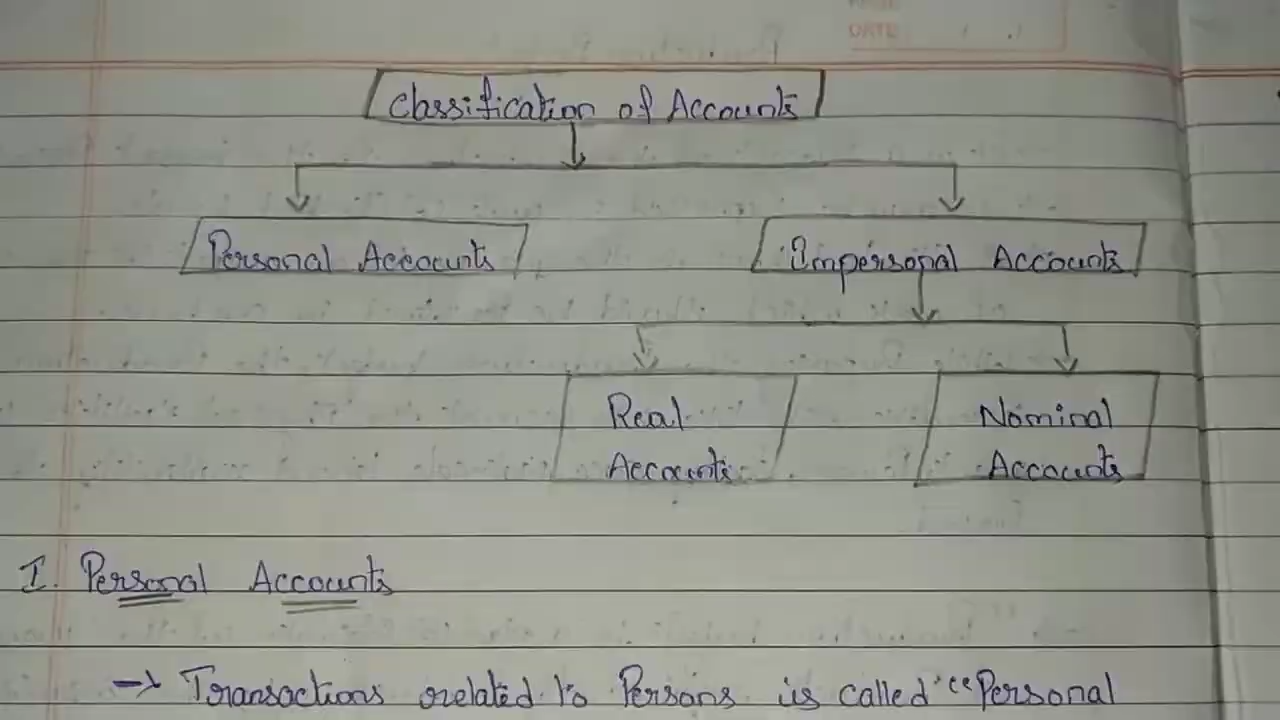 DATE
Classification of Accounts
Personal Accounts
Impersonal Accounts
Real
Accounts
Nominal
Accounts
I. Personal Accounts
→ Transactions related to Persons is called "Personal